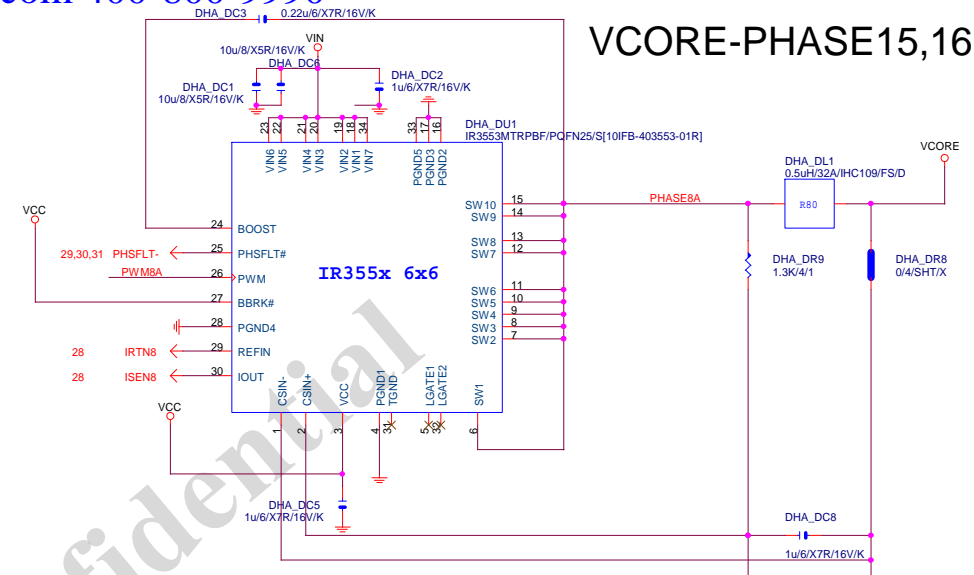 DHA_DC3
0.22u/6/X7R/16V/K
VCORE-PHASE15,16
VIN
10u/8/X5R/16V/K
DHA_DC6
DHA_DC1
10u/8/X5R/16V/K
DHA_DC2
1u/6/X7R/16V/K
DHA_DU1
IR3553MTRPBF/PQFN25/S[10IFB-403553-01R]
23
22
21
20
19
18
34
33
17
16
VIN6
VIN5
VIN4
VIN3
VIN2
VIN1
VIN7
PGND5
PGND3
PGND2
VCORE
DHA_DL1
0.5uH/32A/IHC109/FS/D
R80
VCC
24 BOOST
29,30,31 PHSFLT- 25 PHSFLT#
PWM8A 26 PWM
27 BBRK#
28 PGND4
28 IRTN8 29 REFIN
28 ISEN8 30 IOUT
IR355x 6x6
SW10 15 PHASE8A
SW9 14
SW8 13
SW7 12
SW6 11
SW5 10
SW4 9
SW3 8
SW2 7
DHA_DR9
1.3K/4/1
DHA_DR8
0/4/SHT/X
CSIN-
CSIN+
VCC
PGND1
TGND
LGATE1
LGATE2
SW1
1
2
3
4
31
5
32
6
VCC
DHA_DC5
1u/6/X7R/16V/K
DHA_DC8
1u/6/X7R/16V/K
fidential